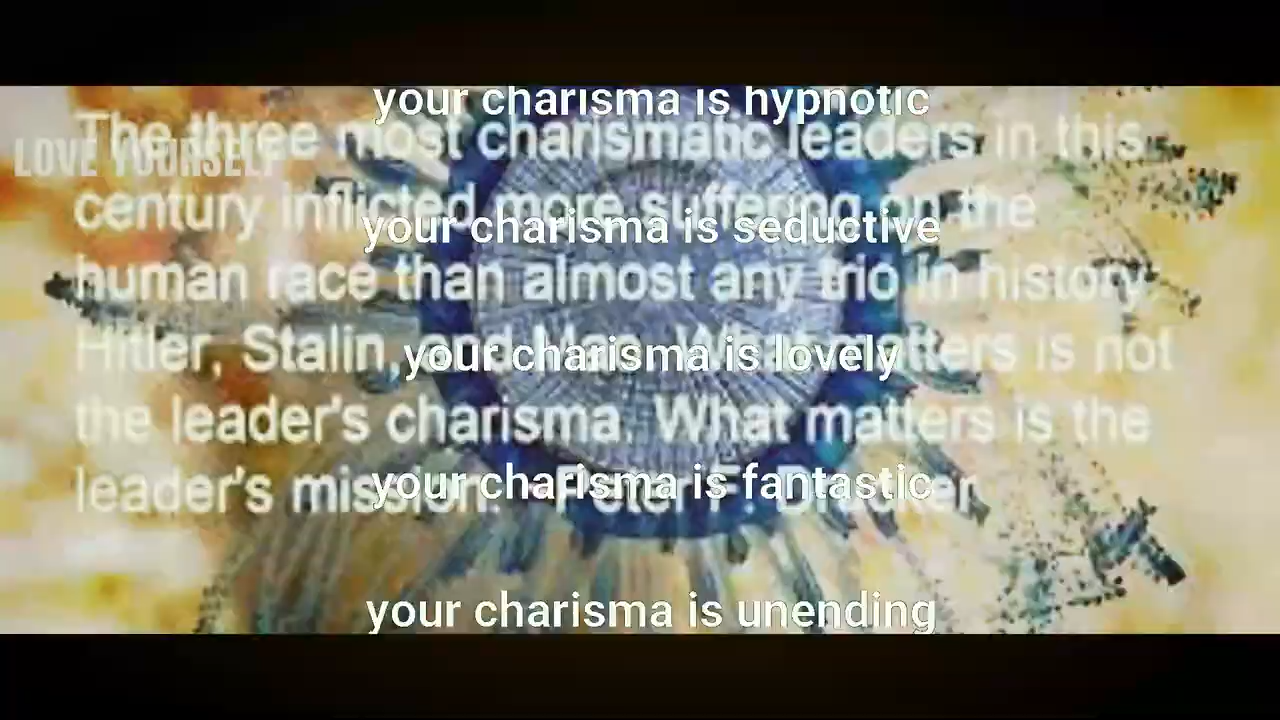 your charisma is hypnotic
The three most charismatic leaders in this
LOVE YOURSELF
century inflicted more suffering on the
your charisma is seductive
human race than almost any trio in history
Hitler, Stalin, and matters is not
your charisma is lovely
the leader's charisma. What matters is the
leader's mission. - Peter F. Drucker
your charisma is fantastic
your charisma is unending